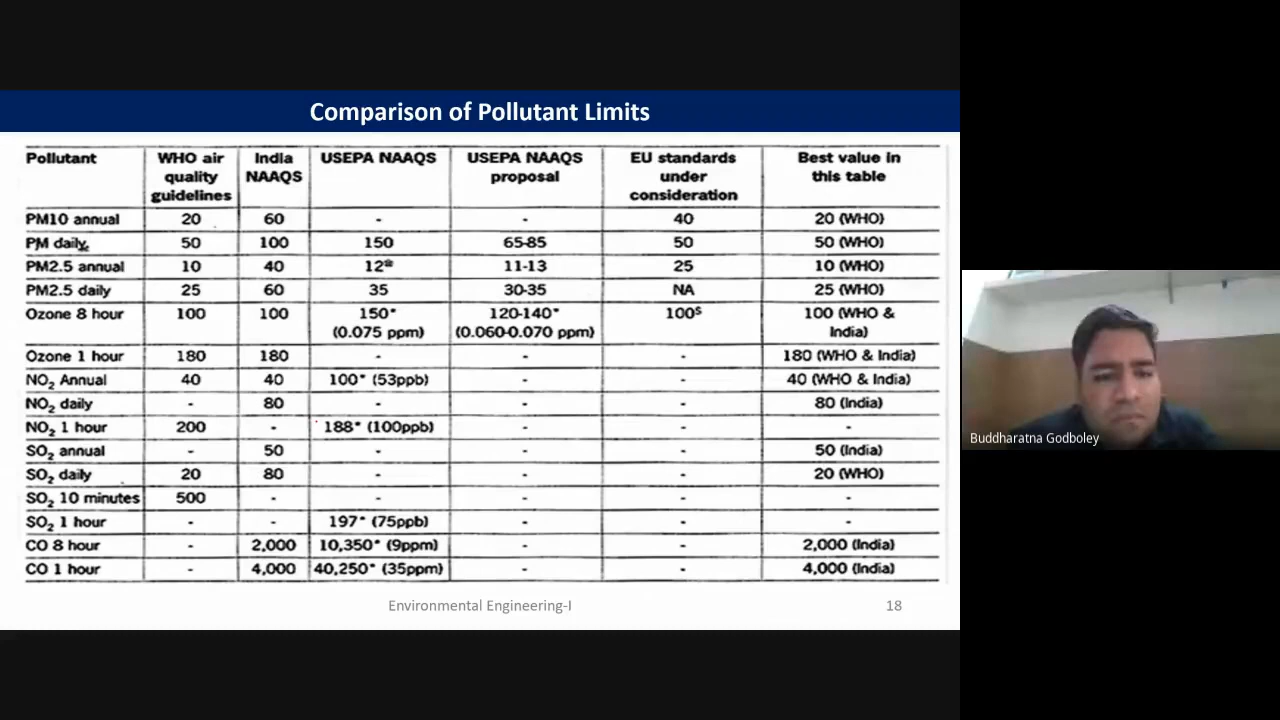 Comparison of Pollutant Limits
Pollutant WHO air quality guidelines India NAAQS USEPA NAAQS USEPA NAAQS proposal EU standards under consideration Best value in this table
PM10 annual 20 60 - - 40 20 (WHO)
PM daily 50 100 150 65-85 50 50 (WHO)
PM2.5 annual 10 40 12@ 11-13 25 10 (WHO)
PM2.5 daily 25 60 35 30-35 NA 25 (WHO)
Ozone 8 hour 100 100 150* (0.075 ppm) 120-140* (0.060-0.070 ppm) 100$ 100 (WHO & India)
Ozone 1 hour 180 180 - - - 180 (WHO & India)
NO2 Annual 40 40 100* (53ppb) - - 40 (WHO & India)
NO2 daily - 80 - - - 80 (India)
NO2 1 hour 200 - 188* (100ppb) - - -
SO2 annual - 50 - - - 50 (India)
SO2 daily 20 80 - - - 20 (WHO)
SO2 10 minutes 500 - - - - -
SO2 1 hour - - 197* (75ppb) - - -
CO 8 hour - 2,000 10,350* (9ppm) - - 2,000 (India)
CO 1 hour - 4,000 40,250* (35ppm) - - 4,000 (India)
Environmental Engineering-I 18
Buddharatna Godboley